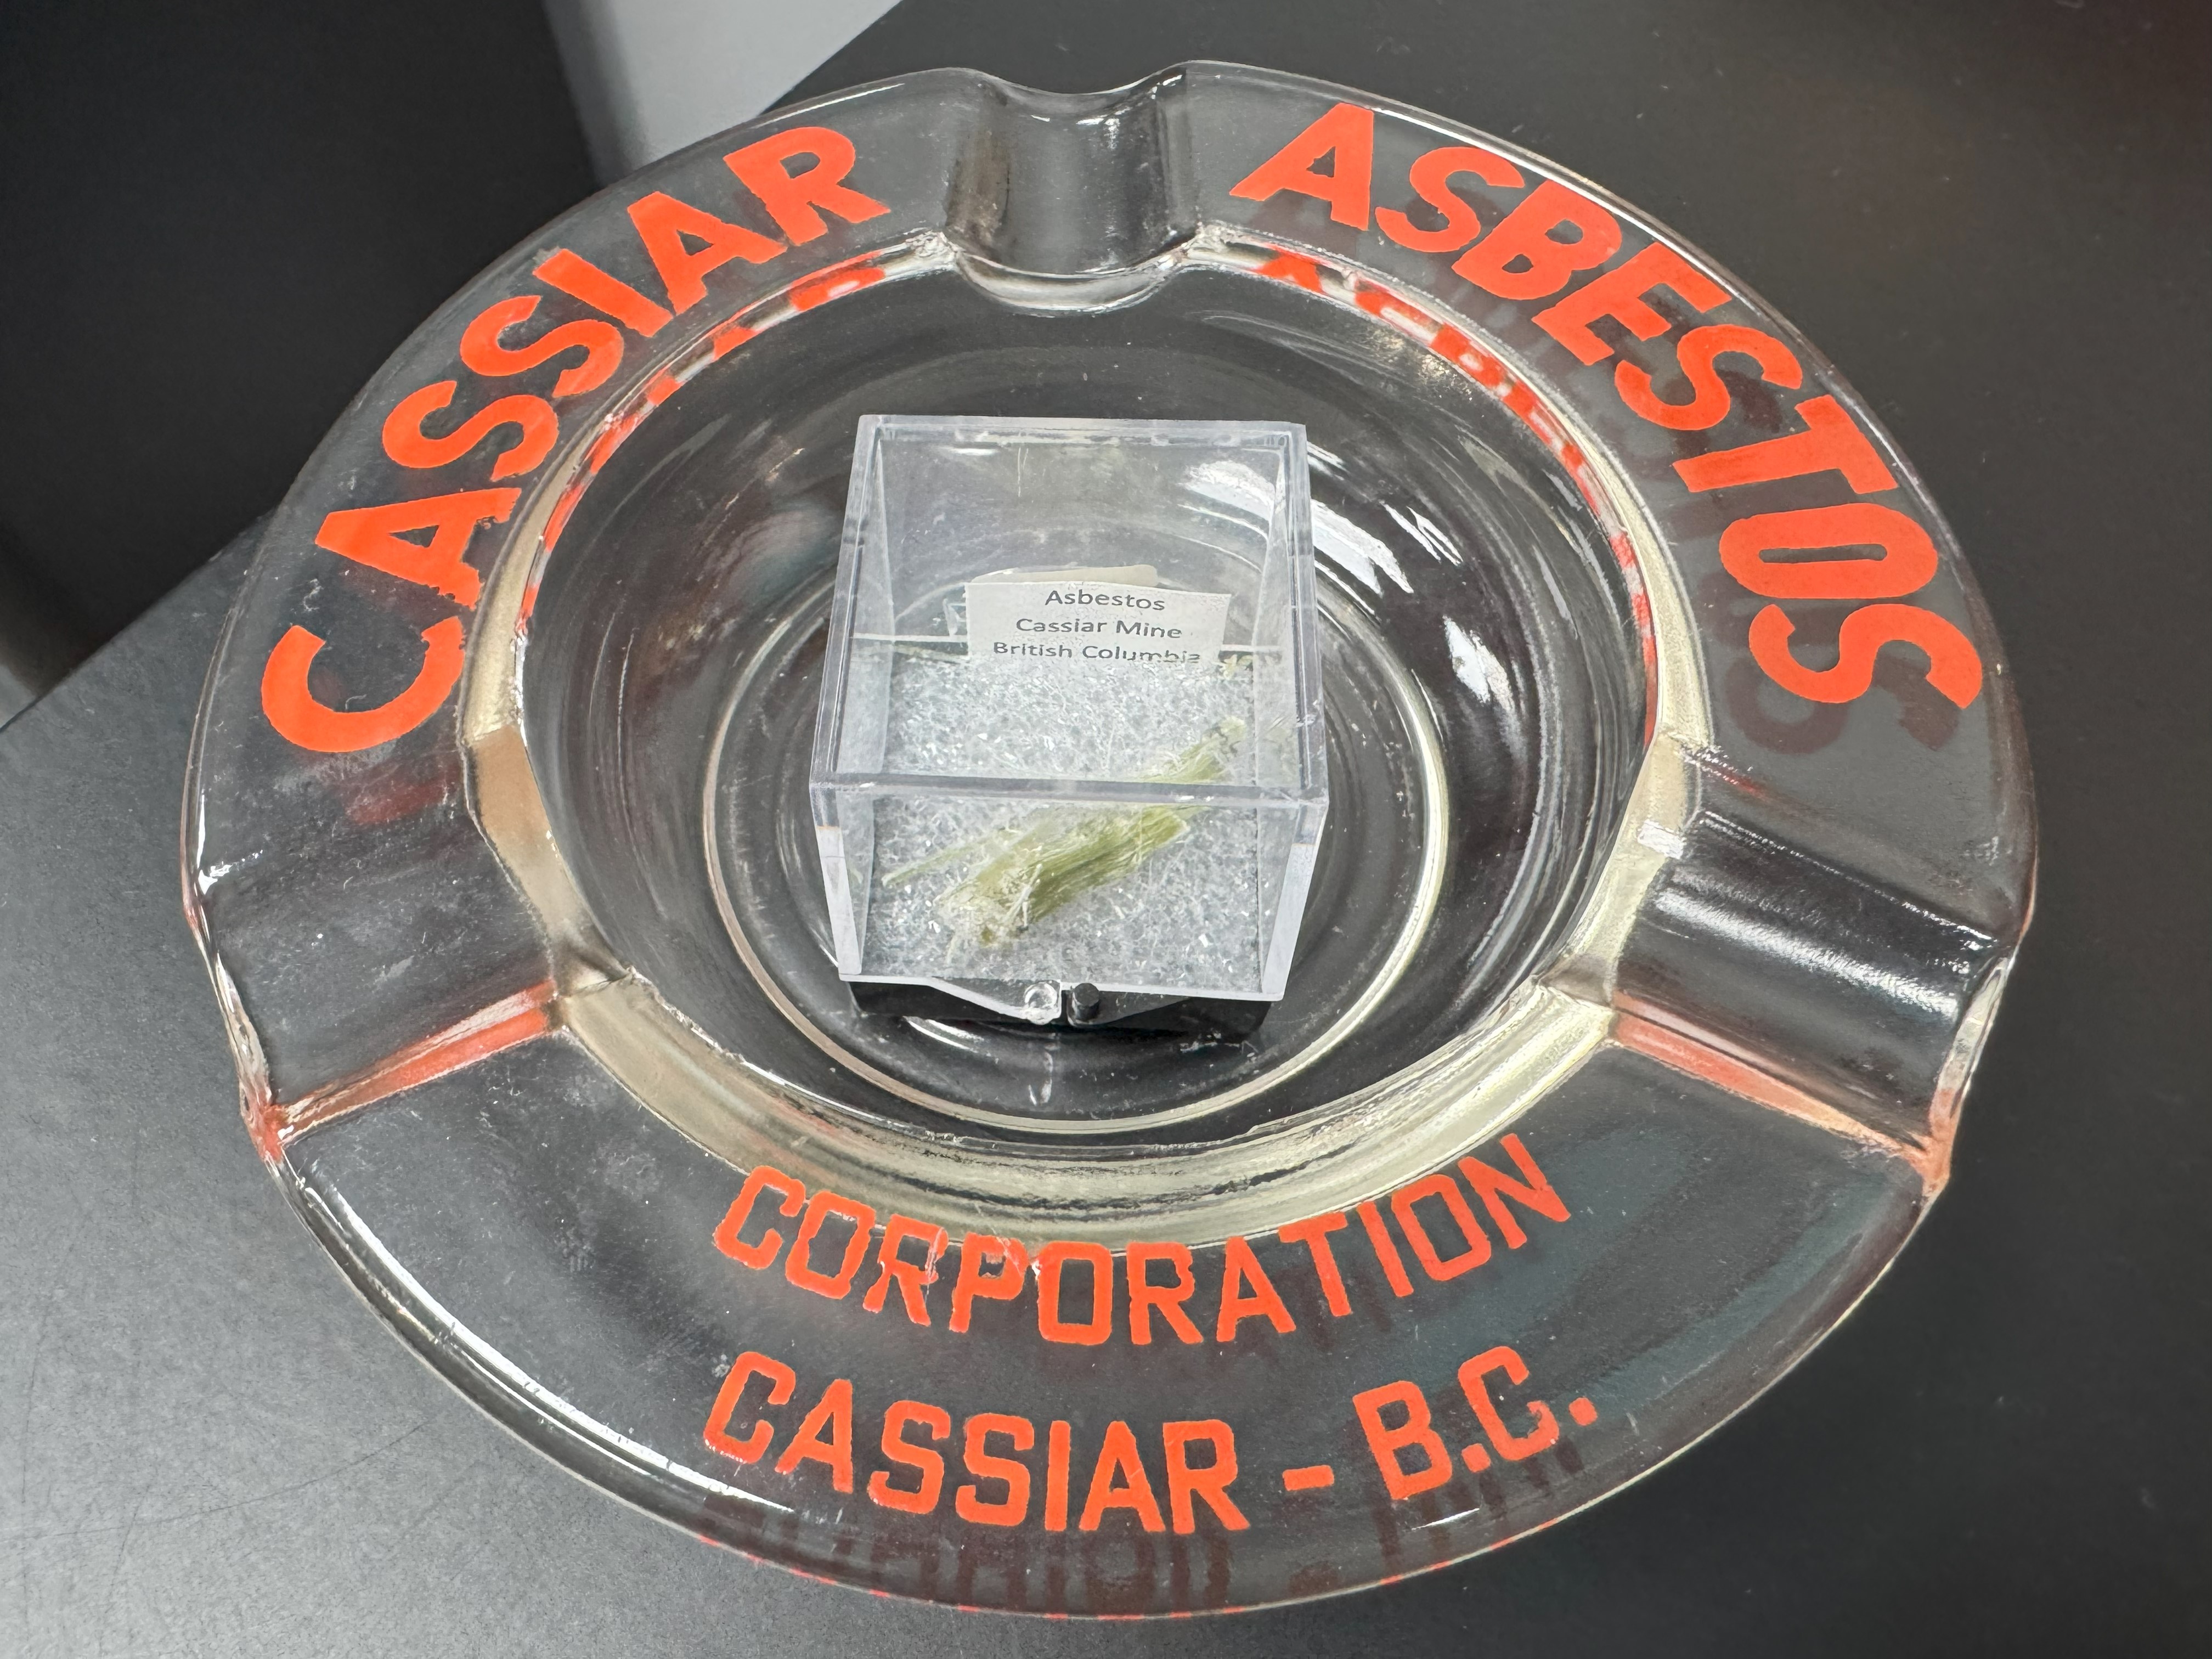 CASSIAR ASBESTOS
CORPORATION
CASSIAR - B.C.
Asbestos
Cassiar Mine
British Columbia